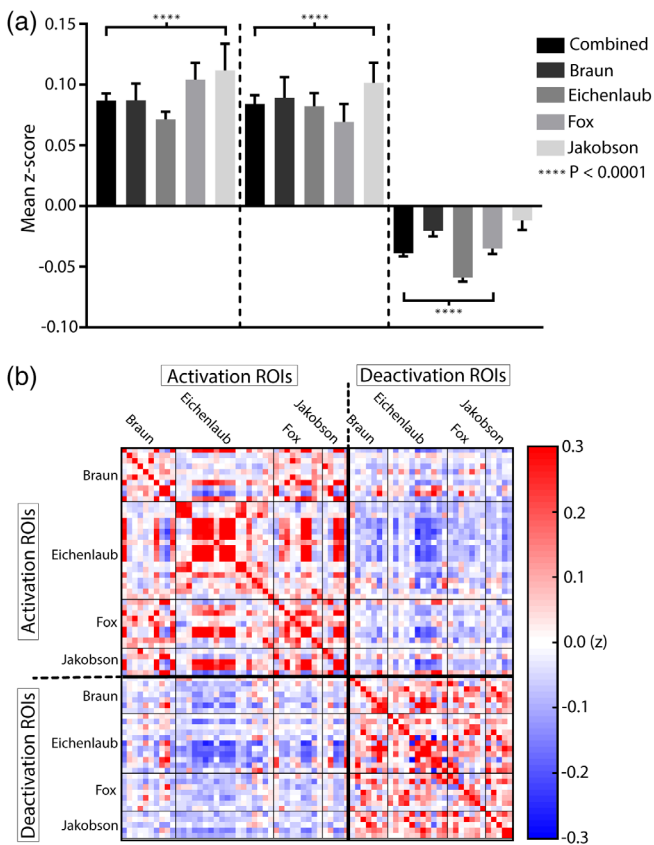 (a)
Mean z-score
0.15
0.10
0.05
0.00
-0.05
-0.10
****
****
****
Combined
Braun
Eichenlaub
Fox
Jakobson
**** P < 0.0001
(b)
Activation ROIs
Deactivation ROIs
Braun
Eichenlaub
Fox
Jakobson
Braun
Eichenlaub
Fox
Jakobson
Activation ROIs
Braun
Eichenlaub
Fox
Jakobson
Deactivation ROIs
Braun
Eichenlaub
Fox
Jakobson
0.3
0.2
0.1
0.0 (z)
-0.1
-0.2
-0.3